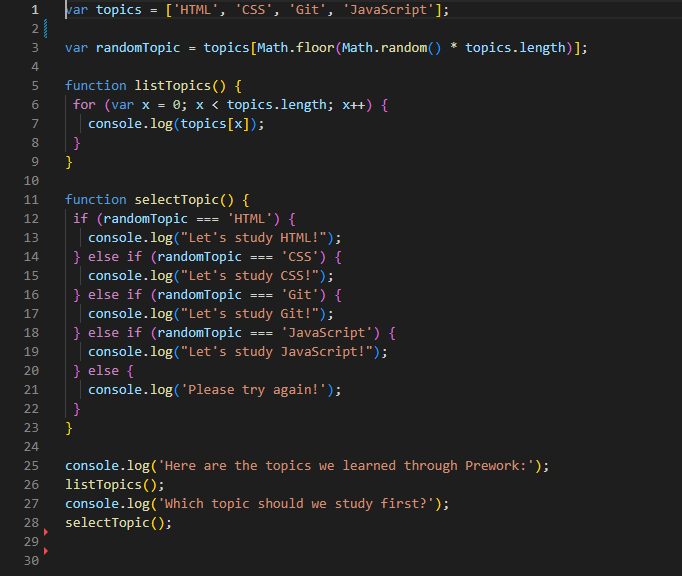 1 var topics = ['HTML', 'CSS', 'Git', 'JavaScript'];
2
3 var randomTopic = topics[Math.floor(Math.random() * topics.length)];
4
5 function listTopics() {
6 for (var x = 0; x < topics.length; x++) {
7 console.log(topics[x]);
8 }
9 }
10
11 function selectTopic() {
12 if (randomTopic === 'HTML') {
13 console.log("Let's study HTML!");
14 } else if (randomTopic === 'CSS') {
15 console.log("Let's study CSS!");
16 } else if (randomTopic === 'Git') {
17 console.log("Let's study Git!");
18 } else if (randomTopic === 'JavaScript') {
19 console.log("Let's study JavaScript!");
20 } else {
21 console.log('Please try again!');
22 }
23 }
24
25 console.log('Here are the topics we learned through Prework:');
26 listTopics();
27 console.log('Which topic should we study first?');
28 selectTopic();
29
30